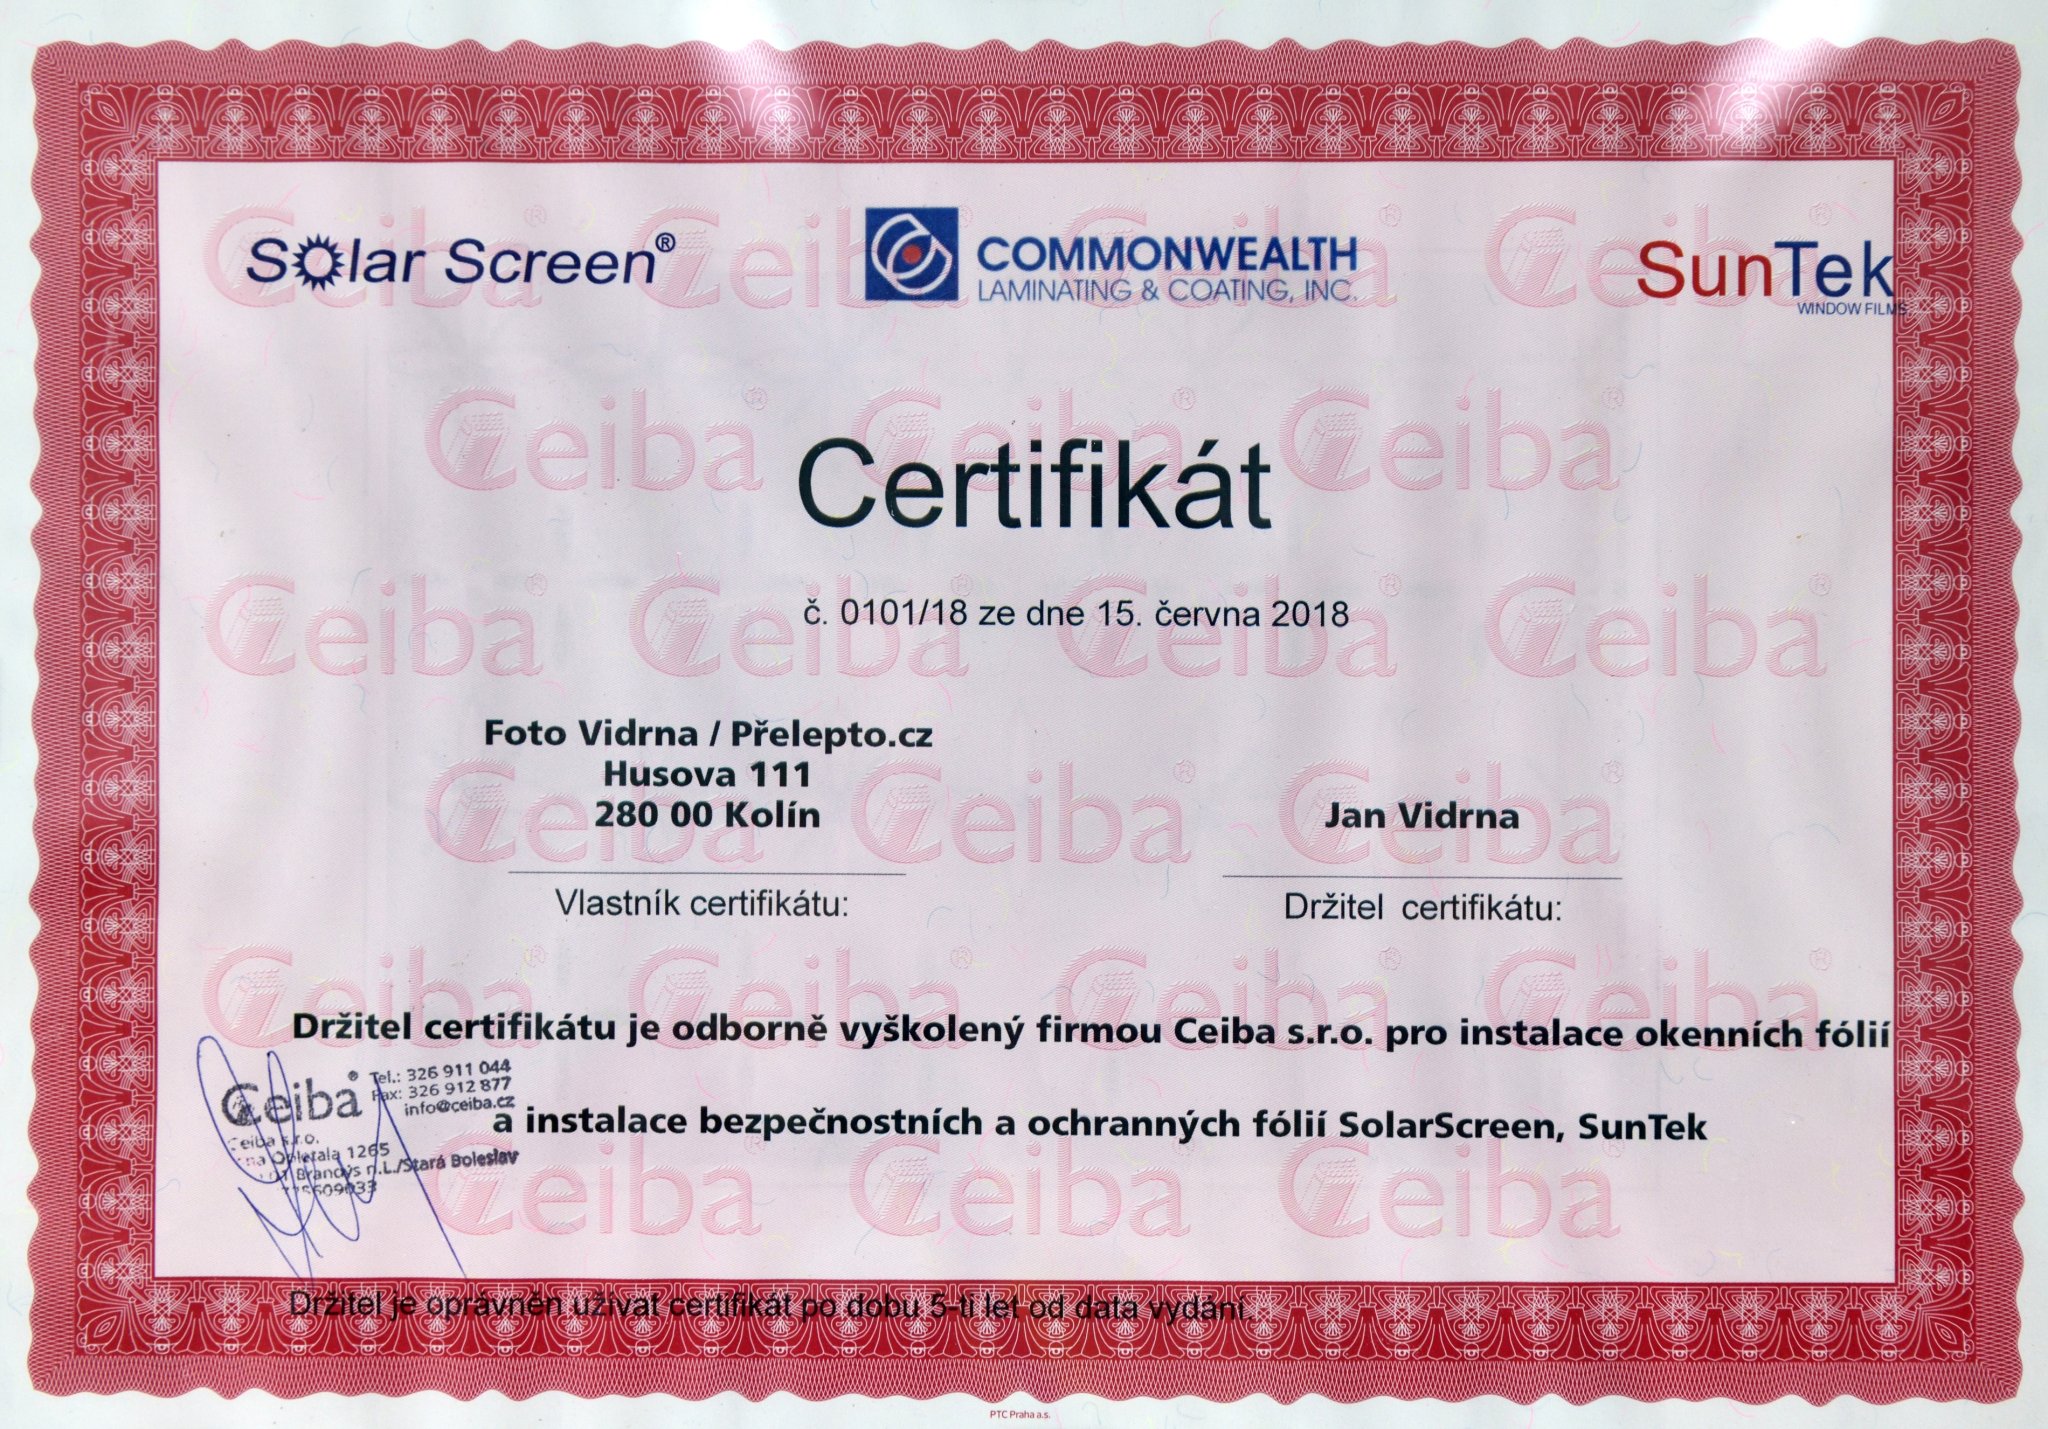 Solar Screen®
COMMONWEALTH
LAMINATING & COATING, INC.
SunTek
WINDOW FILMS
Certifikát
č. 0101/18 ze dne 15. června 2018
Foto Vidrna / Přelepto.cz
Husova 111
280 00 Kolín
Vlastník certifikátu:
Jan Vidrna
Držitel certifikátu:
Držitel certifikátu je odborně vyškolený firmou Ceiba s.r.o. pro instalace okenních fólií
a instalace bezpečnostních a ochranných fólií SolarScreen, SunTek
Ceiba®
Tel.: 326 911 044
Fax: 326 912 877
info@ceiba.cz
Ceiba s.r.o.
Opletala 1265
Brandýs n.L./Stará Boleslav
Držitel je oprávněn užívat certifikát po dobu 5-ti let od data vydání.
PTC Praha a.s.